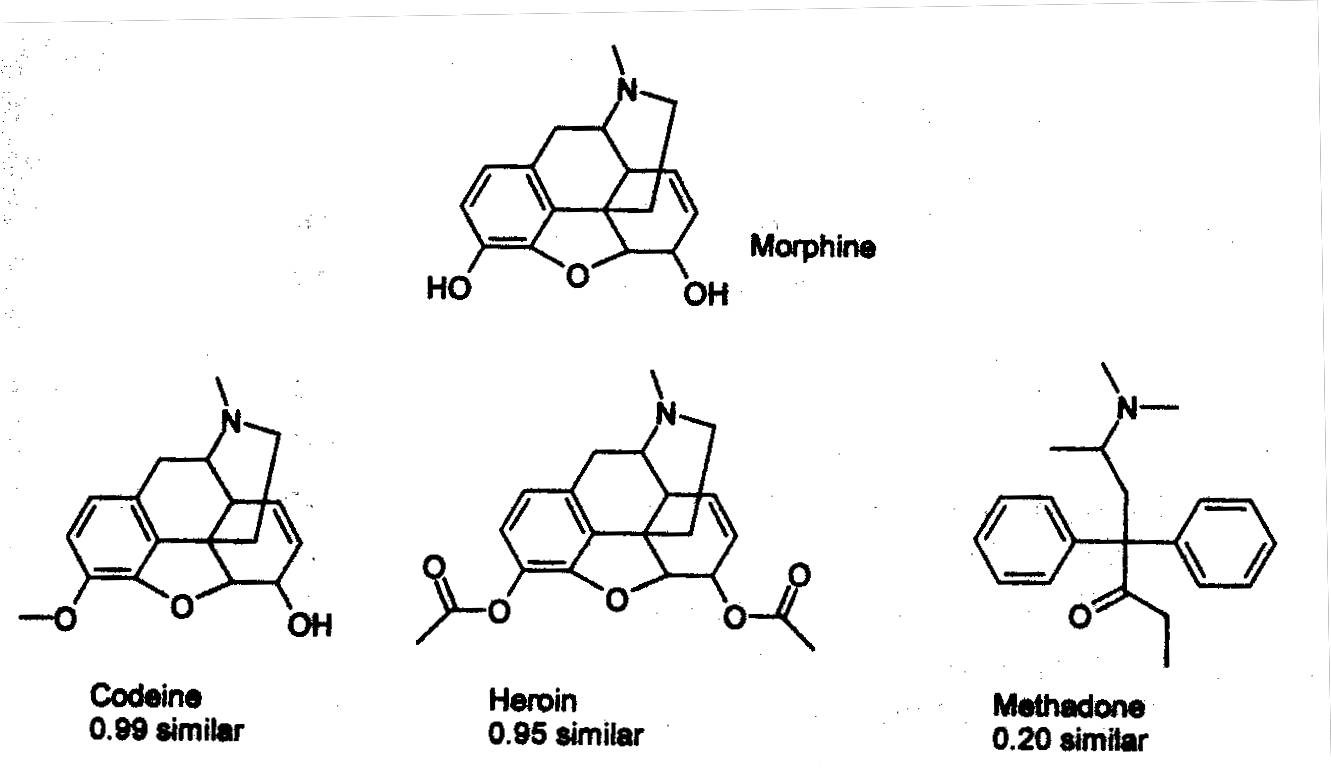 N
Morphine
HO
O
OH
N
N
N
O
O
O
O
OH
O
O
O
O
O
Codeine
0.99 similar
Heroin
0.95 similar
Methadone
0.20 similar